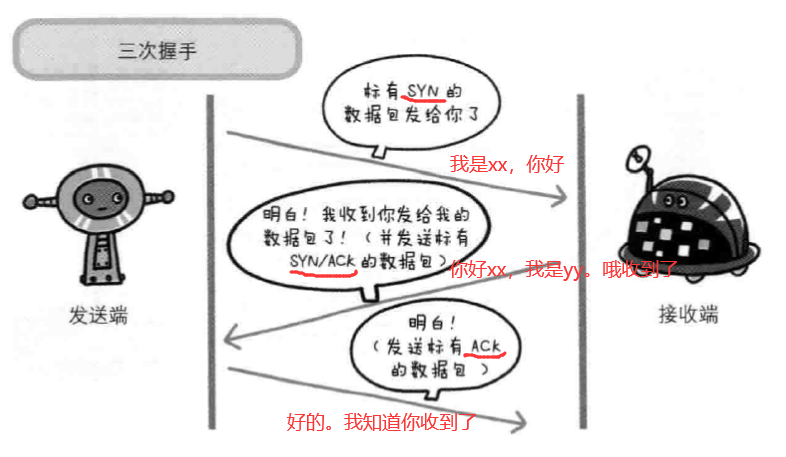 三次握手
标有 SYN 的
数据包发给你了
我是xx，你好
明白！我收到你发给我的
数据包了！（并发送标有
SYN/ACK 的数据包）
你好xx，我是yy。哦收到了
发送端
接收端
明白！
（发送标有 ACK
的数据包 ）
好的。我知道你收到了